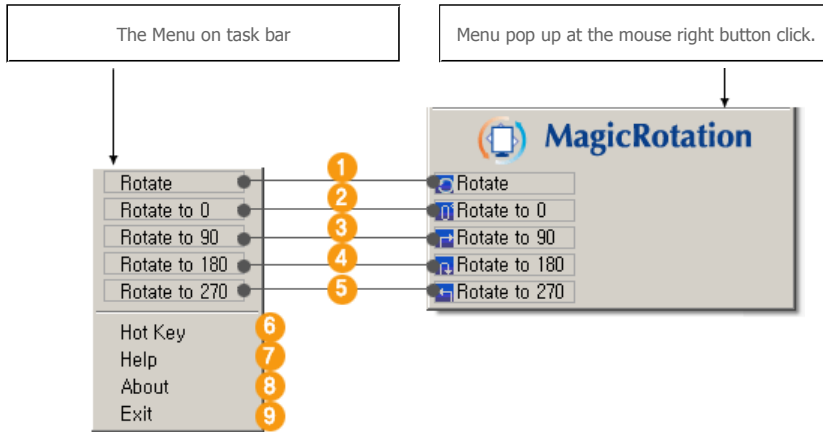 The Menu on task bar
Menu pop up at the mouse right button click.
MagicRotation
Rotate 1 Rotate
Rotate to 0 2 Rotate to 0
Rotate to 90 3 Rotate to 90
Rotate to 180 4 Rotate to 180
Rotate to 270 5 Rotate to 270
Hot Key 6
Help 7
About 8
Exit 9